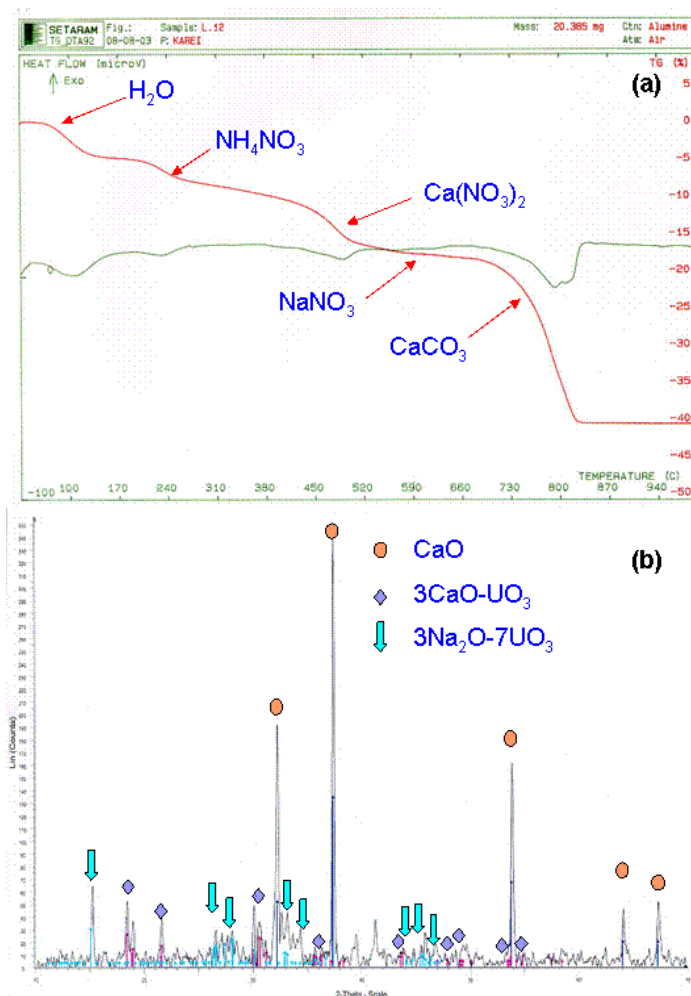 SETARAM Fig.: Sample: L.12 Mass: 20.385 mg Ctn: Alumine
TG_DTA92 08-08-03 P: KAREI Ats: Air
HEAT FLOW (microV) TG (%)
Exo
(a)
H₂O
NH₄NO₃
Ca(NO₃)₂
NaNO₃
CaCO₃
5
0
-5
-10
-15
-20
-25
-30
-35
-40
-45
-50
TEMPERATURE (C)
-100 100 170 240 310 380 450 520 590 660 730 800 870 940
(b)
CaO
3CaO-UO₃
3Na₂O-7UO₃
Lin (Counts)
2-Theta - Scale